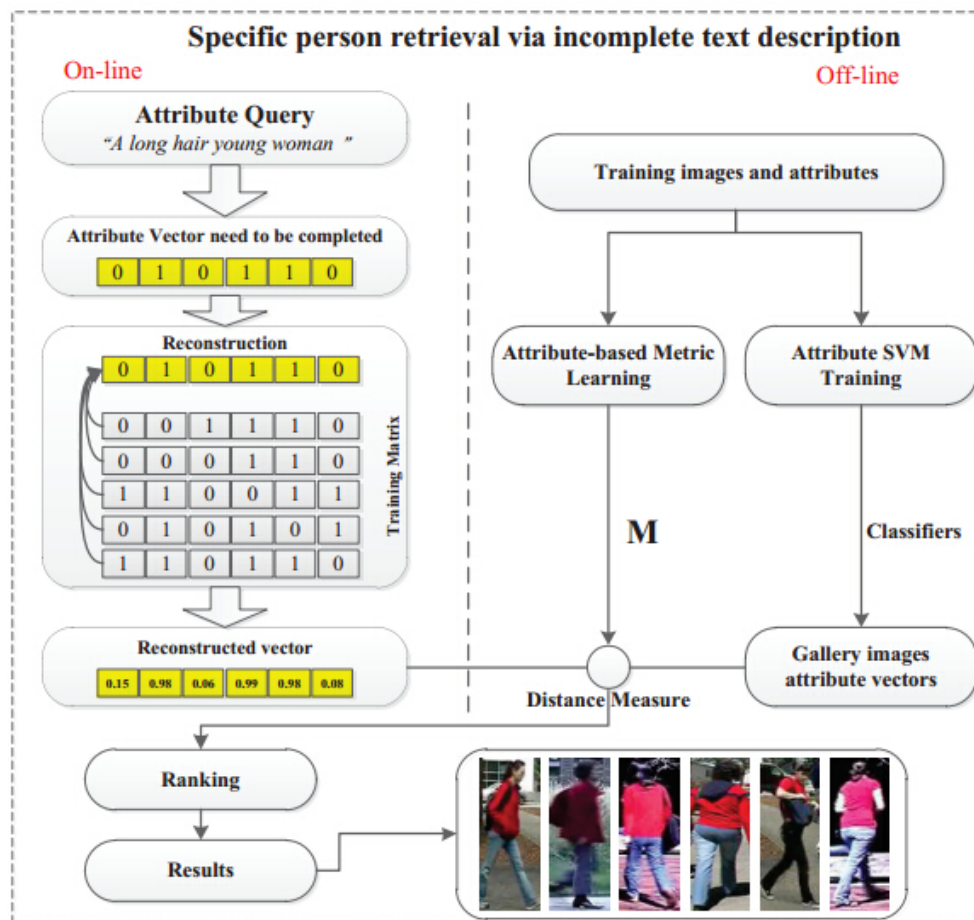 Specific person retrieval via incomplete text description
On-line
Off-line
Attribute Query
“A long hair young woman ”
Attribute Vector need to be completed
0 1 0 1 1 0
Reconstruction
0 1 0 1 1 0
0 0 1 1 1 0
0 0 0 1 1 0
1 1 0 0 1 1
0 1 0 1 0 1
1 1 0 1 1 0
Training Matrix
Reconstructed vector
0.15 0.98 0.06 0.99 0.98 0.08
Training images and attributes
Attribute-based Metric
Learning
Attribute SVM
Training
M
Classifiers
Gallery images
attribute vectors
Distance Measure
Ranking
Results